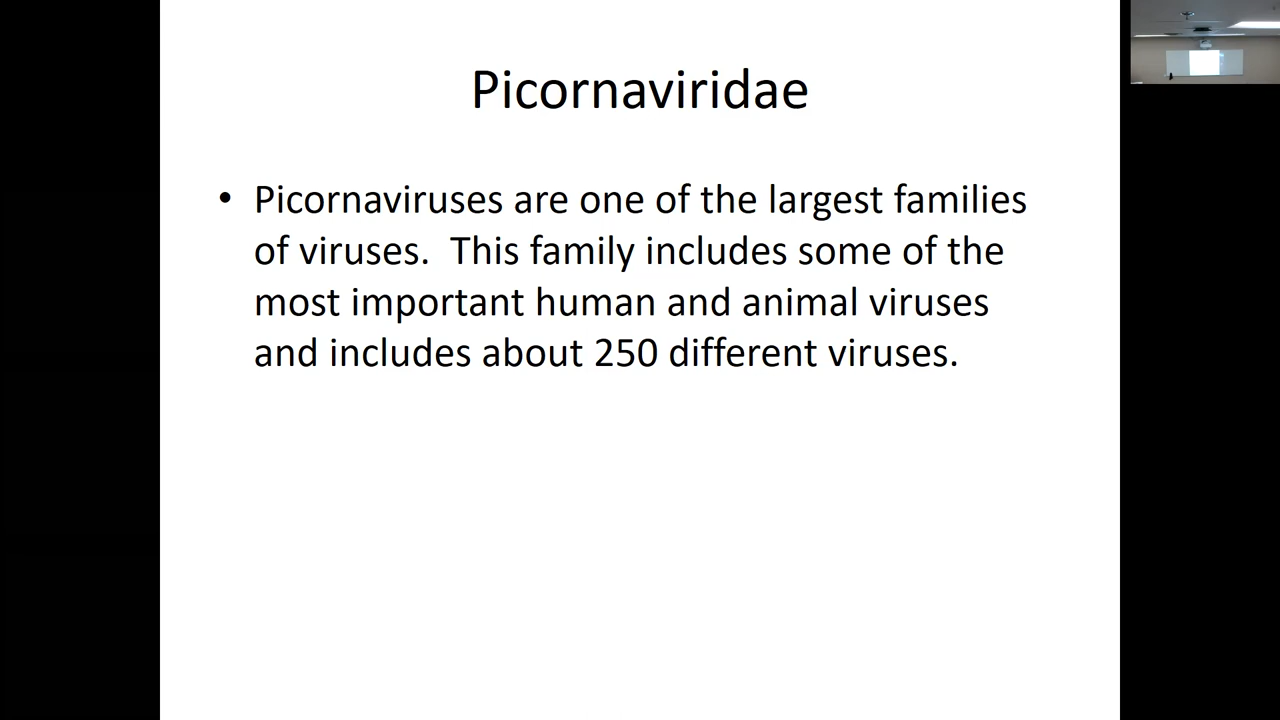 Picornaviridae
• Picornaviruses are one of the largest families
of viruses.  This family includes some of the
most important human and animal viruses
and includes about 250 different viruses.